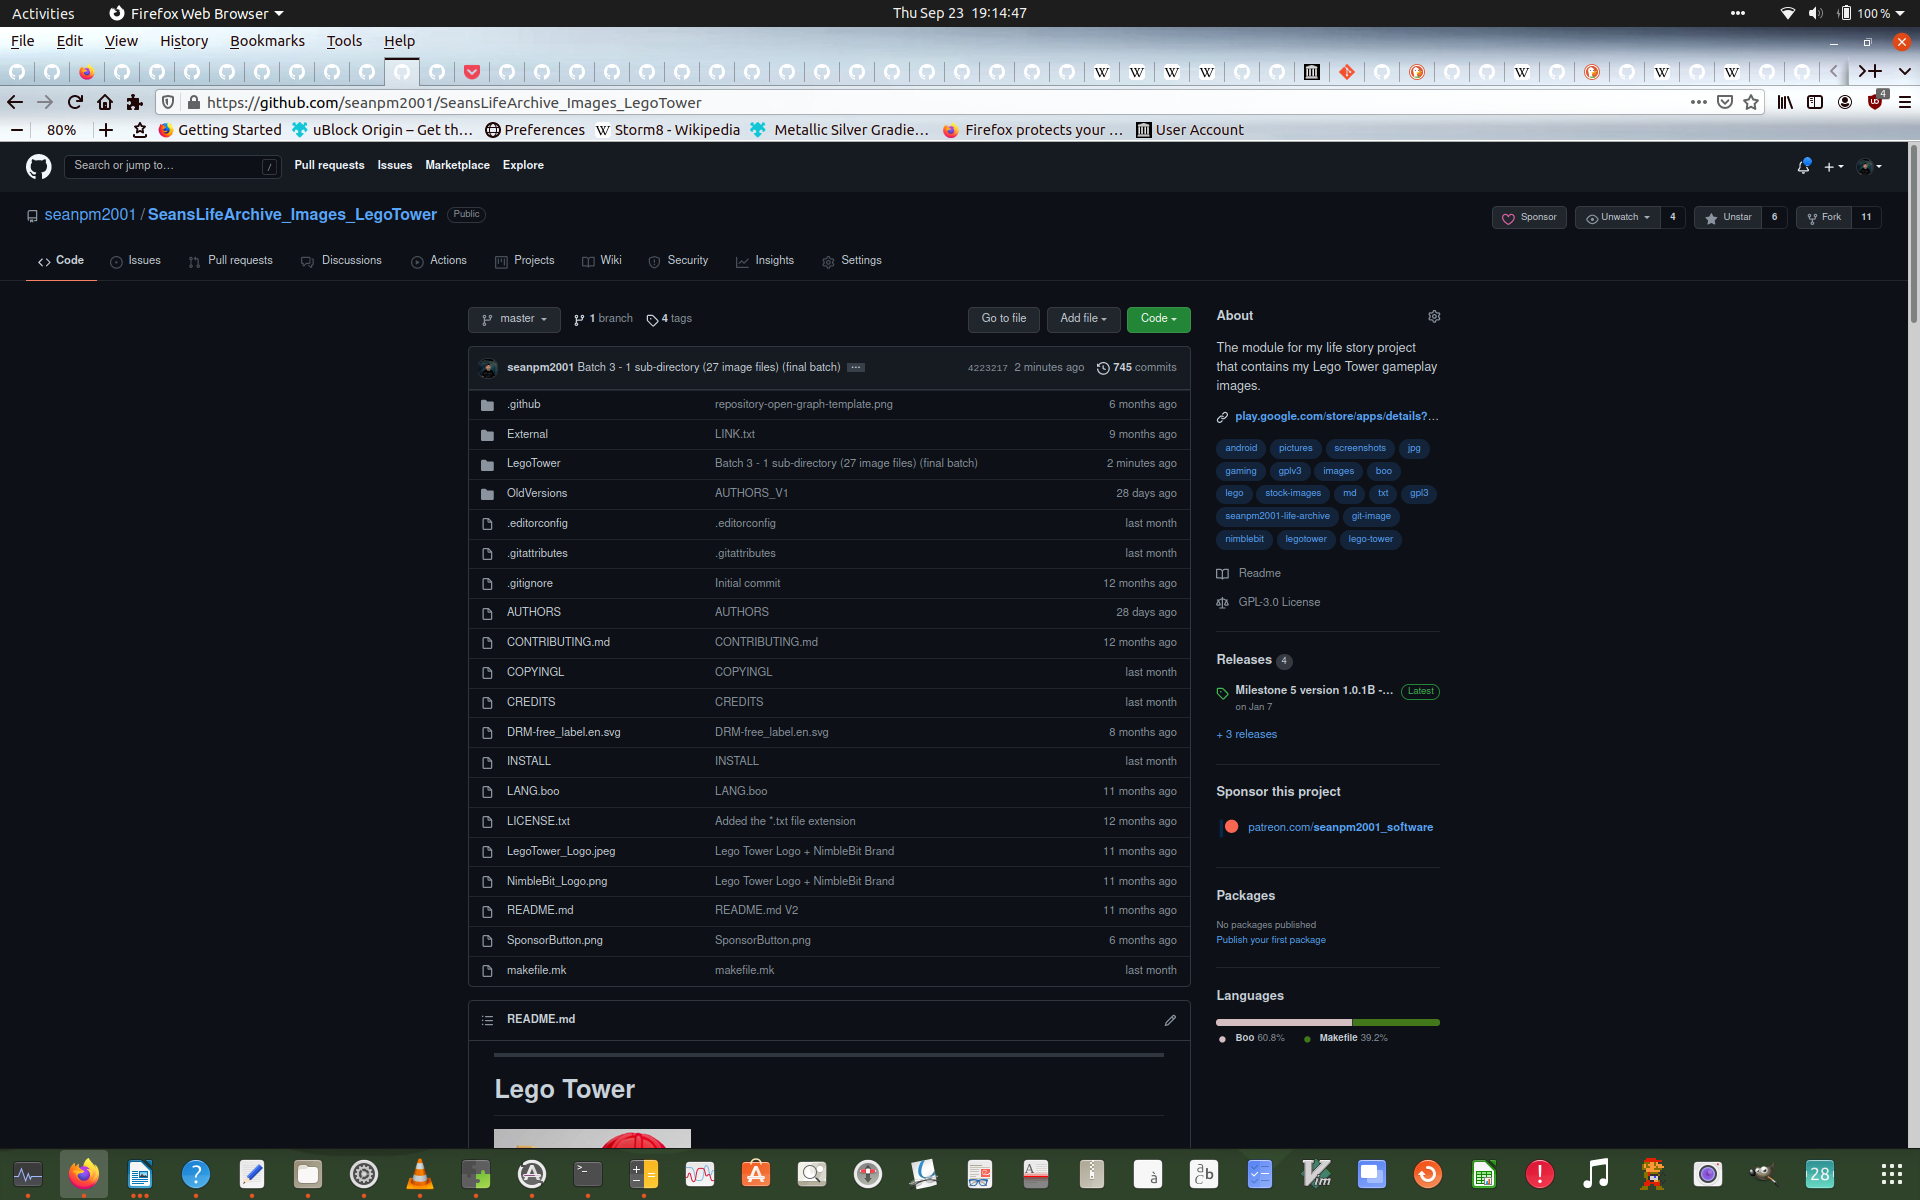 Activities Firefox Web Browser Thu Sep 23 19:14:47 100 %
File Edit View History Bookmarks Tools Help
https://github.com/seanpm2001/SeansLifeArchive_Images_LegoTower 4
80% Getting Started uBlock Origin – Get th… Preferences Storm8 - Wikipedia Metallic Silver Gradie… Firefox protects your … User Account
Search or jump to… / Pull requests Issues Marketplace Explore
seanpm2001 / SeansLifeArchive_Images_LegoTower Public Sponsor Unwatch 4 Unstar 6 Fork 11
Code Issues Pull requests Discussions Actions Projects Wiki Security Insights Settings
master 1 branch 4 tags Go to file Add file Code
seanpm2001 Batch 3 - 1 sub-directory (27 image files) (final batch) 4223217 2 minutes ago 745 commits
.github repository-open-graph-template.png 6 months ago
External LINK.txt 9 months ago
LegoTower Batch 3 - 1 sub-directory (27 image files) (final batch) 2 minutes ago
OldVersions AUTHORS_V1 28 days ago
.editorconfig .editorconfig last month
.gitattributes .gitattributes last month
.gitignore Initial commit 12 months ago
AUTHORS AUTHORS 28 days ago
CONTRIBUTING.md CONTRIBUTING.md 12 months ago
COPYINGL COPYINGL last month
CREDITS CREDITS last month
DRM-free_label.en.svg DRM-free_label.en.svg 8 months ago
INSTALL INSTALL last month
LANG.boo LANG.boo 11 months ago
LICENSE.txt Added the *.txt file extension 12 months ago
LegoTower_Logo.jpeg Lego Tower Logo + NimbleBit Brand 11 months ago
NimbleBit_Logo.png Lego Tower Logo + NimbleBit Brand 11 months ago
README.md README.md V2 11 months ago
SponsorButton.png SponsorButton.png 6 months ago
makefile.mk makefile.mk last month
README.md
Lego Tower
About
The module for my life story project
that contains my Lego Tower gameplay
images.
play.google.com/store/apps/details?…
android pictures screenshots jpg
gaming gplv3 images boo
lego stock-images md txt gpl3
seanpm2001-life-archive git-image
nimblebit legotower lego-tower
Readme
GPL-3.0 License
Releases 4
Milestone 5 version 1.0.1B -… Latest
on Jan 7
+ 3 releases
Sponsor this project
patreon.com/seanpm2001_software
Packages
No packages published
Publish your first package
Languages
Boo 60.8% Makefile 39.2%
28